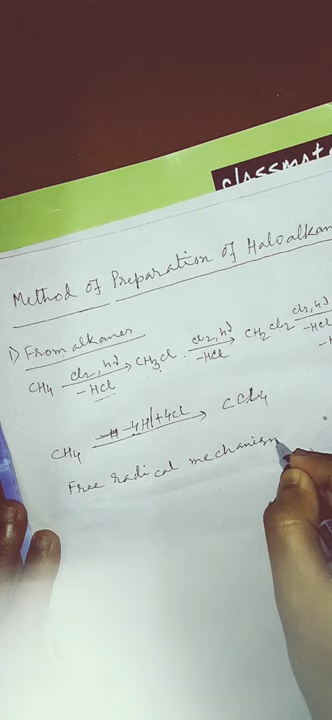 classmate
Method of Preparation of Haloalkan
1) From alkanes
CH4 —Cl2, hν / -HCl→ CH3Cl —Cl2, hν / -HCl→ CH2Cl2 —Cl2, hν / -HCl
CH4 —-4H/+4Cl→ CCl4
Free radical mechanism